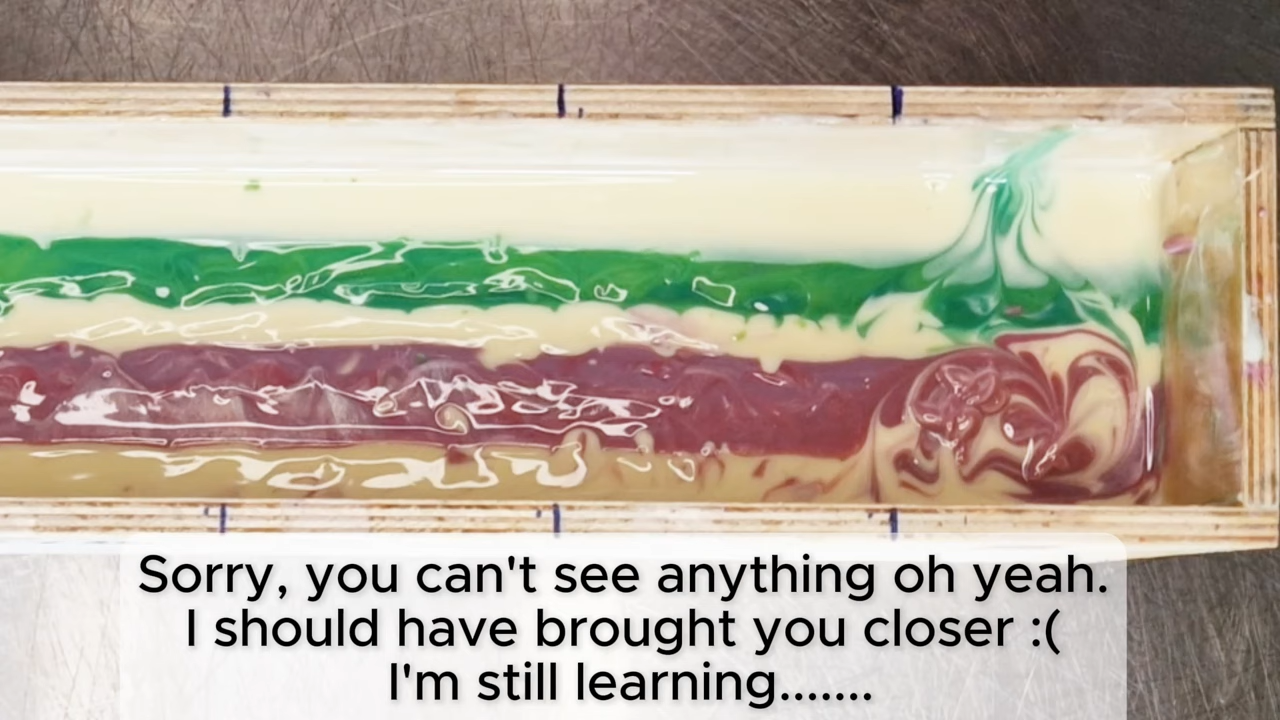 Sorry, you can't see anything oh yeah.
I should have brought you closer :(
I'm still learning.......